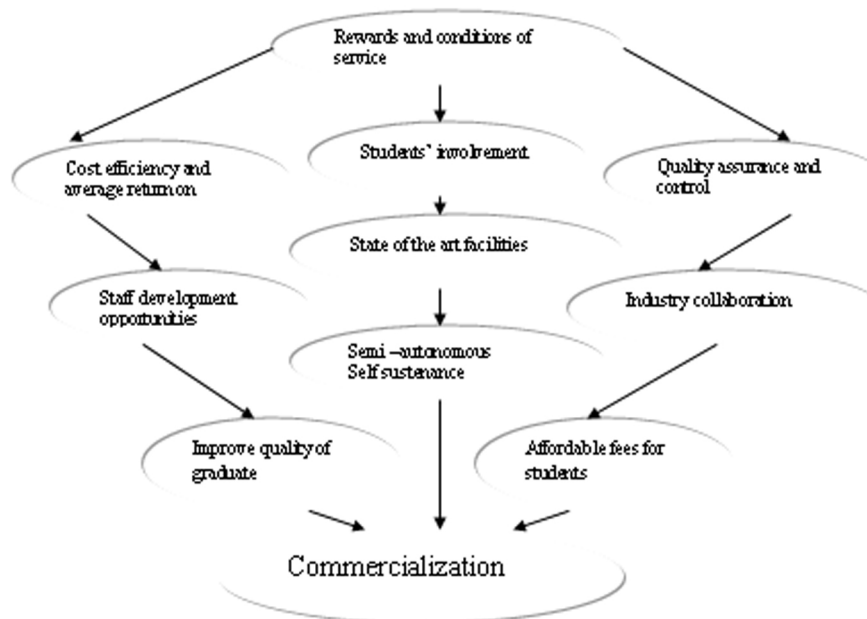 Rewards and conditions of
service
Cost efficiency and
average return on
Students' involvement
Quality assurance and
control
State of the art facilities
Staff development
opportunities
Industry collaboration
Semi –autonomous
Self sustenance
Improve quality of
graduate
Affordable fees for
students
Commercialization